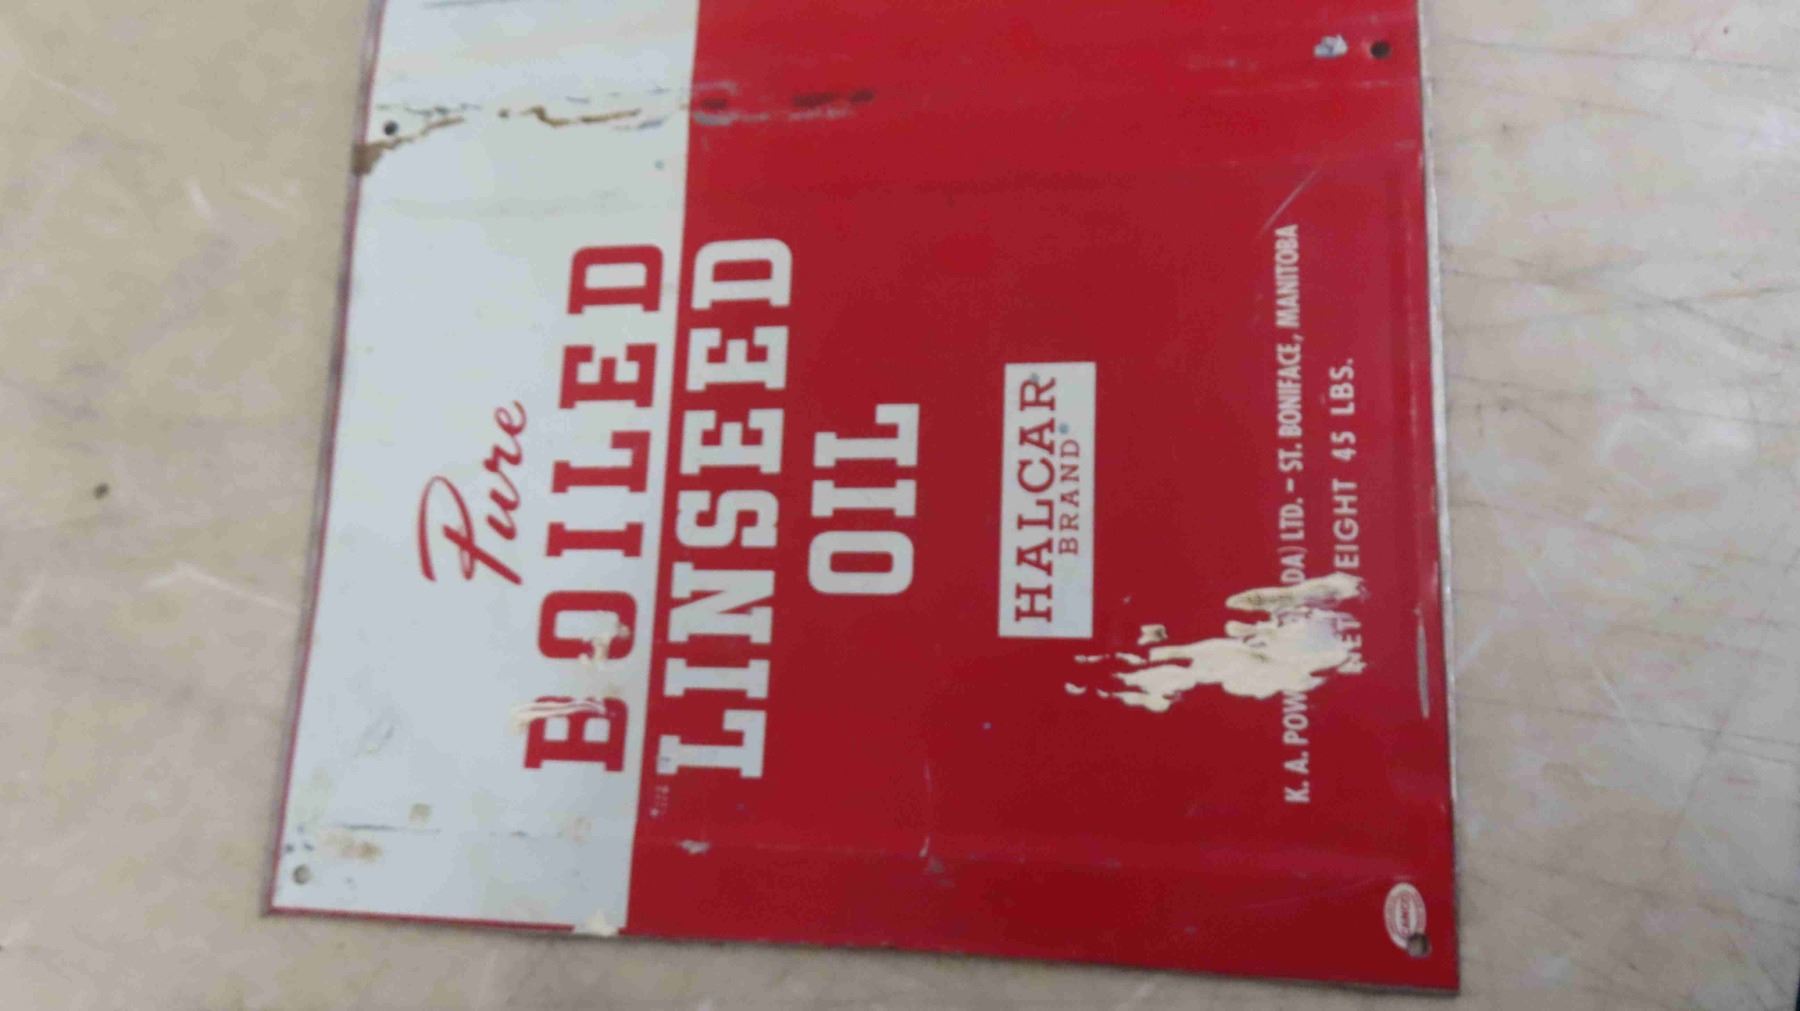 Pure
BOILED
LINSEED
OIL
HALCAR
BRAND
K. A. POW DA) LTD. – ST. BONIFACE, MANITOBA
NET EIGHT 45 LBS.